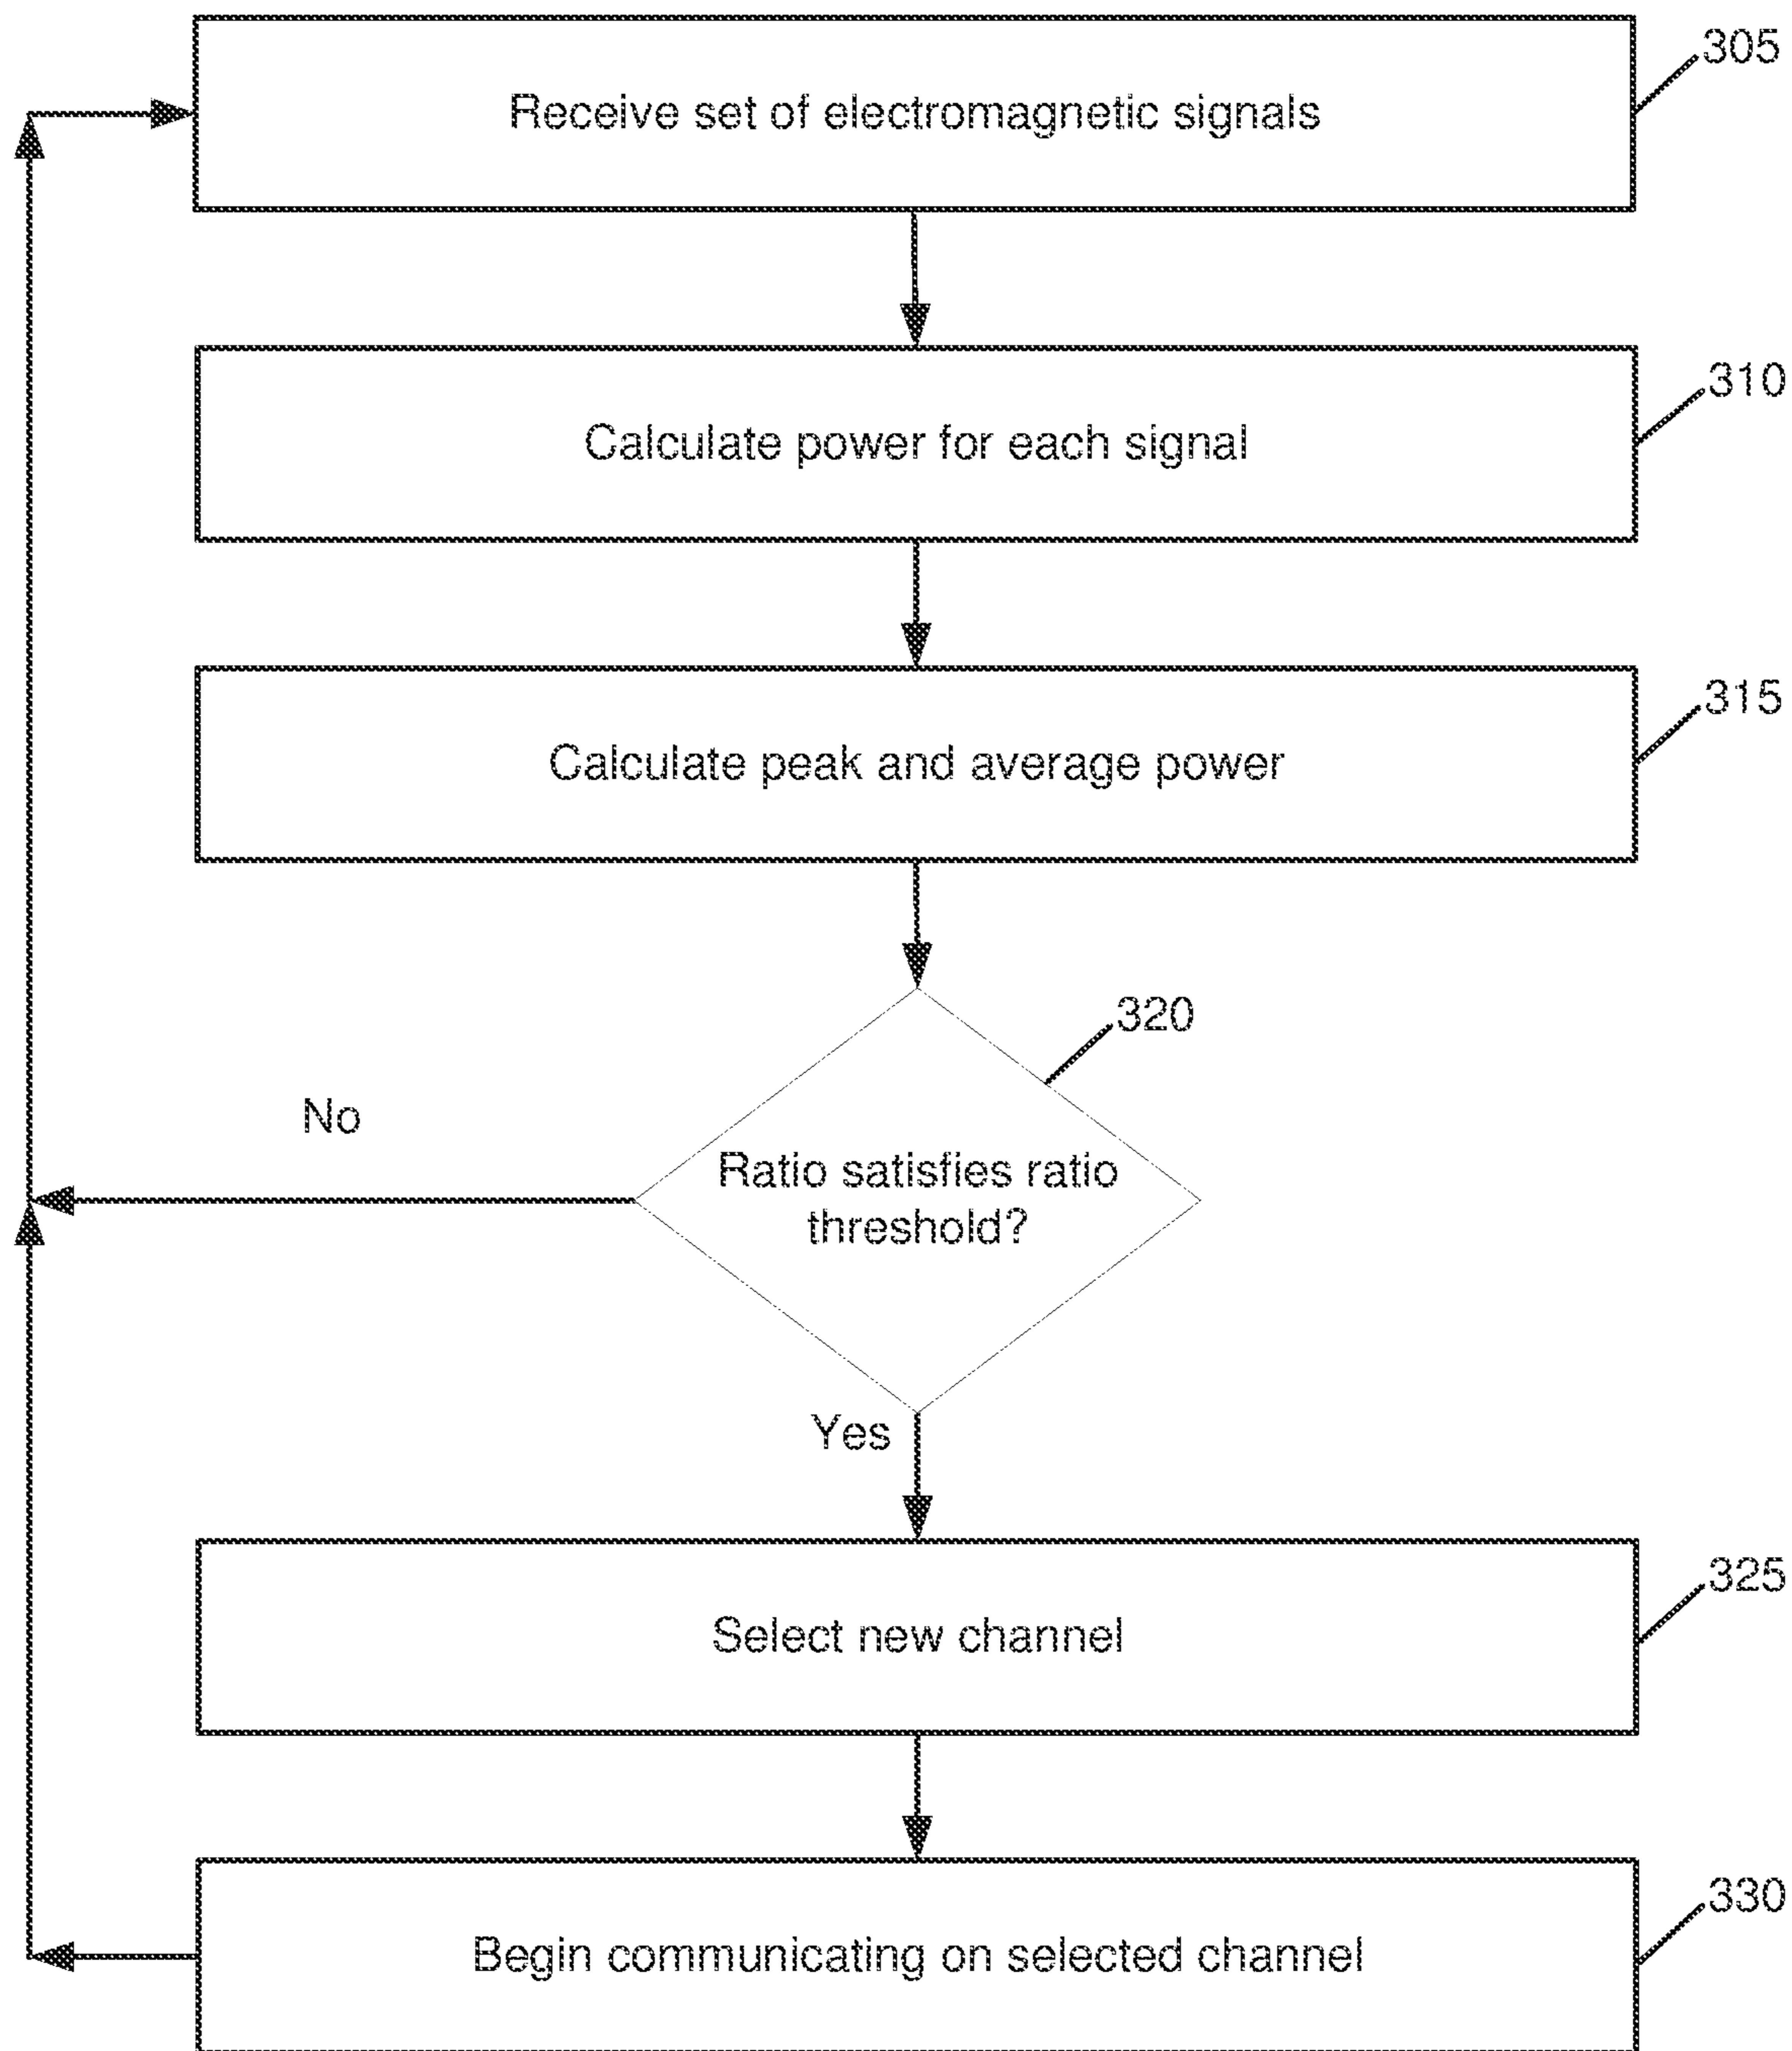 305
Receive set of electromagnetic signals
310
Calculate power for each signal
315
Calculate peak and average power
320
No
Ratio satisfies ratio
threshold?
Yes
325
Select new channel
330
Begin communicating on selected channel